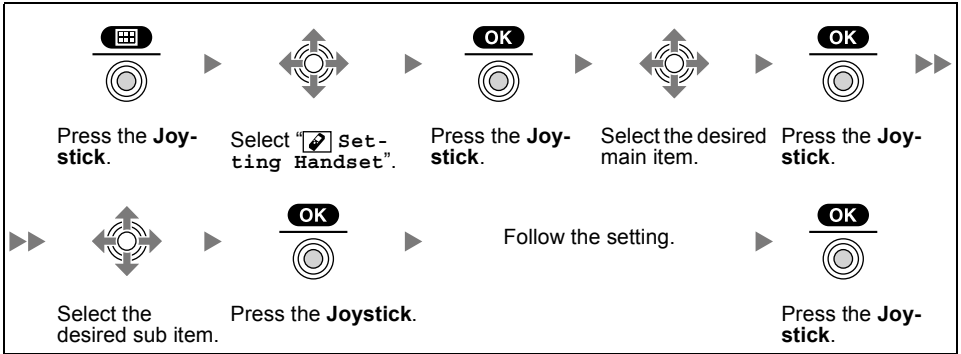 OK
OK
Press the Joy-
stick.
Select “ Set-
ting Handset”.
Press the Joy-
stick.
Select the desired
main item.
Press the Joy-
stick.
OK
OK
Follow the setting.
Select the
desired sub item.
Press the Joystick.
Press the Joy-
stick.